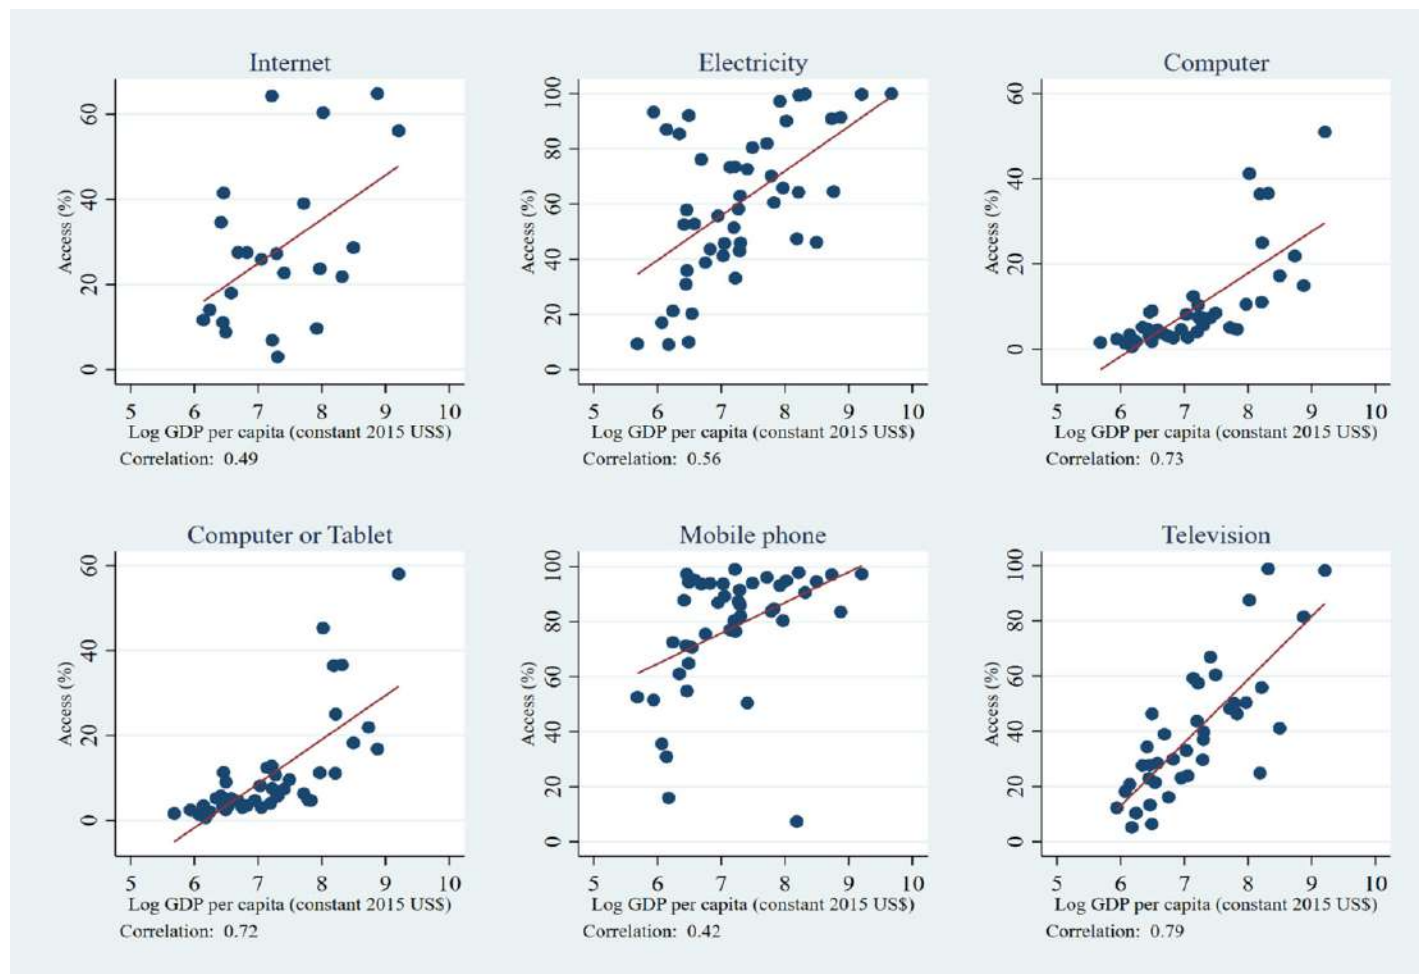 Internet
Electricity
Computer
Access (%)
0
20
40
60
5 6 7 8 9 10
Log GDP per capita (constant 2015 US$)
Correlation: 0.49
Access (%)
0
20
40
60
80
100
5 6 7 8 9 10
Log GDP per capita (constant 2015 US$)
Correlation: 0.56
Access (%)
0
20
40
60
5 6 7 8 9 10
Log GDP per capita (constant 2015 US$)
Correlation: 0.73
Computer or Tablet
Mobile phone
Television
Access (%)
0
20
40
60
5 6 7 8 9 10
Log GDP per capita (constant 2015 US$)
Correlation: 0.72
Access (%)
0
20
40
60
80
100
5 6 7 8 9 10
Log GDP per capita (constant 2015 US$)
Correlation: 0.42
Access (%)
0
20
40
60
80
100
5 6 7 8 9 10
Log GDP per capita (constant 2015 US$)
Correlation: 0.79